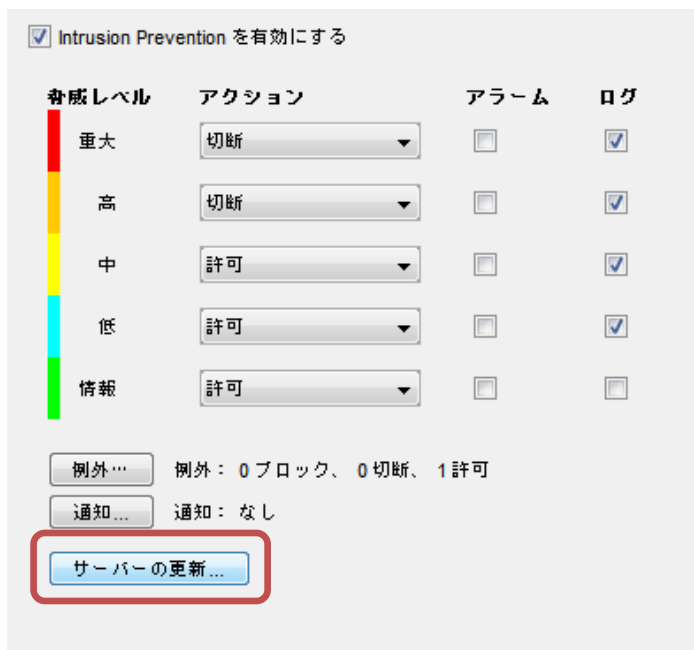 Intrusion Prevention を有効にする
脅威レベル アクション アラーム ログ
重大 切断
高 切断
中 許可
低 許可
情報 許可
例外… 例外： 0 ブロック、 0 切断、 1 許可
通知... 通知： なし
サーバーの更新...